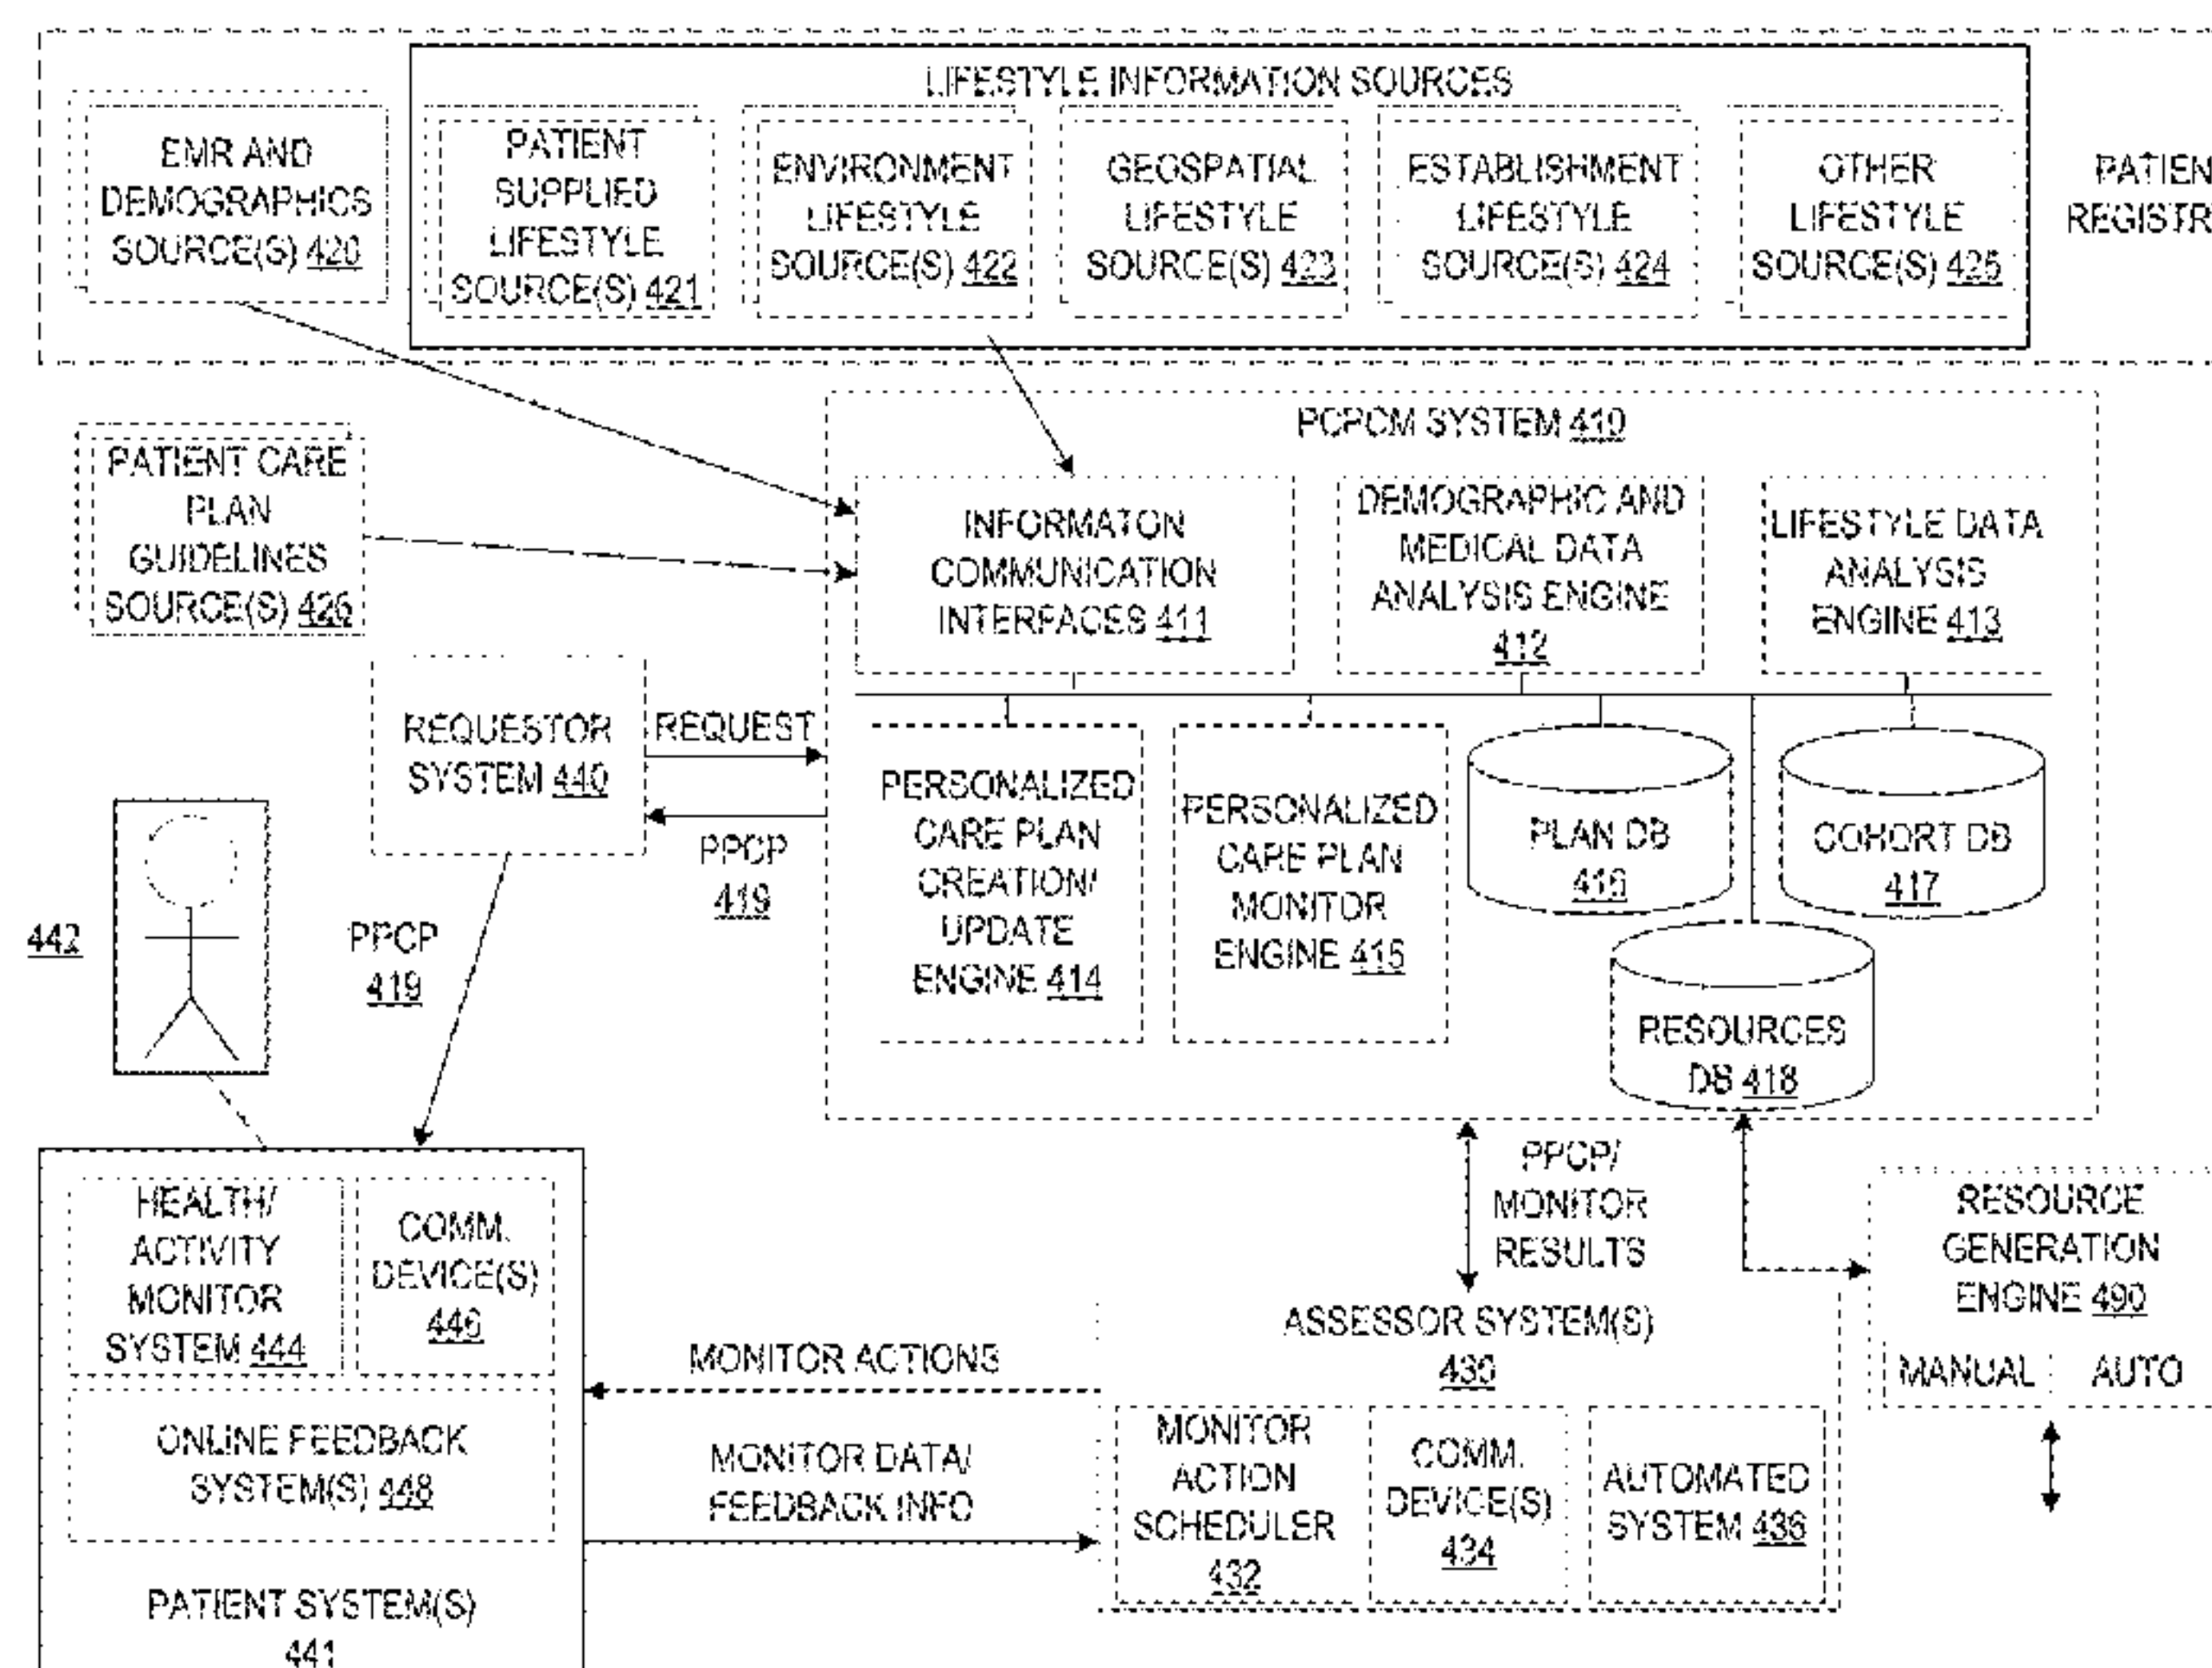 LIFESTYLE INFORMATION SOURCES
EMR AND
DEMOGRAPHICS
SOURCE(S) 420
PATIENT
SUPPLIED
LIFESTYLE
SOURCE(S) 421
ENVIRONMENT
LIFESTYLE
SOURCE(S) 422
GEOSPATIAL
LIFESTYLE
SOURCE(S) 423
ESTABLISHMENT
LIFESTYLE
SOURCE(S) 424
OTHER
LIFESTYLE
SOURCE(S) 425
PATIEN
REGISTR
PATIENT CARE
PLAN
GUIDELINES
SOURCE(S) 426
PCPCM SYSTEM 410
INFORMATON
COMMUNICATION
INTERFACES 411
DEMOGRAPHIC AND
MEDICAL DATA
ANALYSIS ENGINE
412
LIFESTYLE DATA
ANALYSIS
ENGINE 413
REQUESTOR
SYSTEM 440
REQUEST
PPCP
419
PERSONALIZED
CARE PLAN
CREATION/
UPDATE
ENGINE 414
PERSONALIZED
CARE PLAN
MONITOR
ENGINE 415
PLAN DB
416
COHORT DB
417
RESOURCES
DB 418
442
PPCP
419
HEALTH/
ACTIVITY
MONITOR
SYSTEM 444
COMM.
DEVICE(S)
446
ONLINE FEEDBACK
SYSTEM(S) 448
PATIENT SYSTEM(S)
441
MONITOR ACTIONS
MONITOR DATA/
FEEDBACK INFO
PPCP/
MONITOR
RESULTS
ASSESSOR SYSTEM(S)
430
MONITOR
ACTION
SCHEDULER
432
COMM.
DEVICE(S)
434
AUTOMATED
SYSTEM 436
RESOURCE
GENERATION
ENGINE 490
MANUAL
AUTO